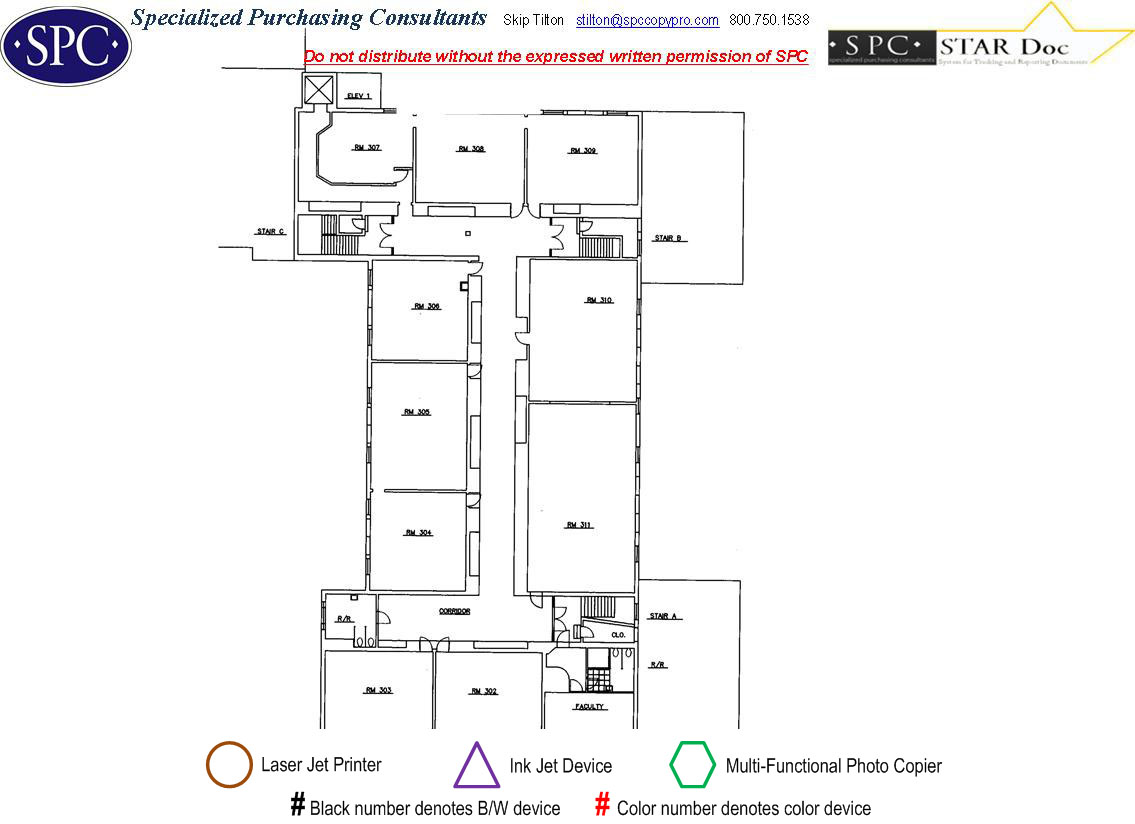 Specialized Purchasing Consultants Skip Tilton stilton@spccopypro.com 800.750.1538
·SPC·
Do not distribute without the expressed written permission of SPC
·SPC· STAR Doc
specialized purchasing consultants System for Tracking and Reporting Documents
ELEV 1
RM 307
RM 308
RM 309
STAIR C
STAIR B
RM 306
RM 310
RM 305
RM 304
RM 311
CORRIDOR
R/R
STAIR A
CLO.
R/R
RM 303
RM 302
FACULTY
Laser Jet Printer
Ink Jet Device
Multi-Functional Photo Copier
# Black number denotes B/W device
# Color number denotes color device